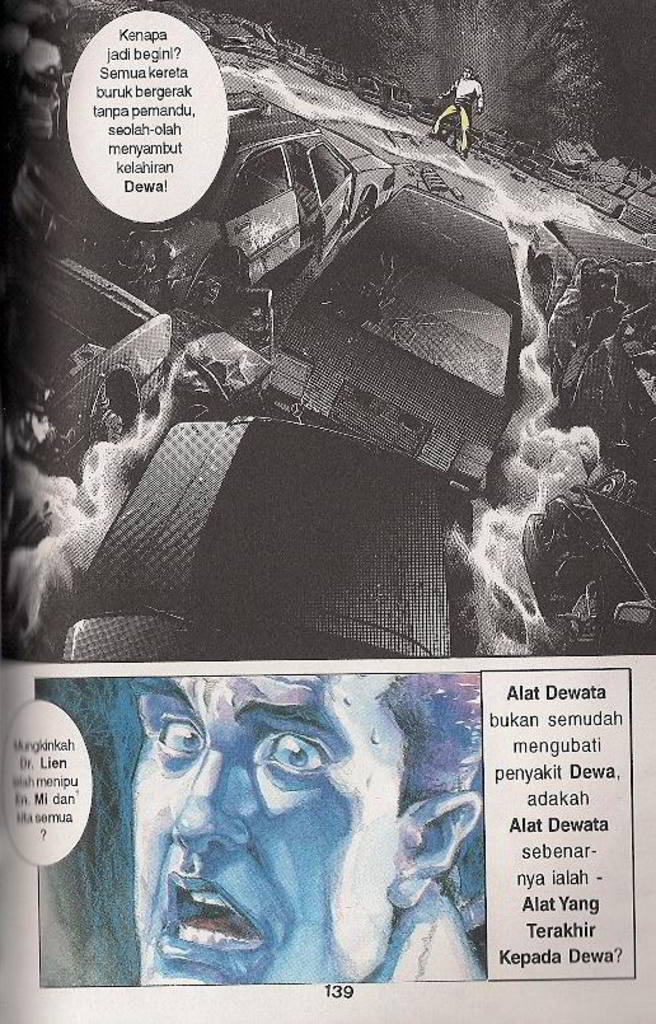 Kenapa
jadi begini?
Semua kereta
buruk bergerak
tanpa pemandu,
seolah-olah
menyambut
kelahiran
Dewa!
Mungkinkah
Dr. Lien
menipu
En. Mi dan
kita semua
?
Alat Dewata
bukan semudah
mengubati
penyakit Dewa,
adakah
Alat Dewata
sebenar-
nya ialah -
Alat Yang
Terakhir
Kepada Dewa?
139